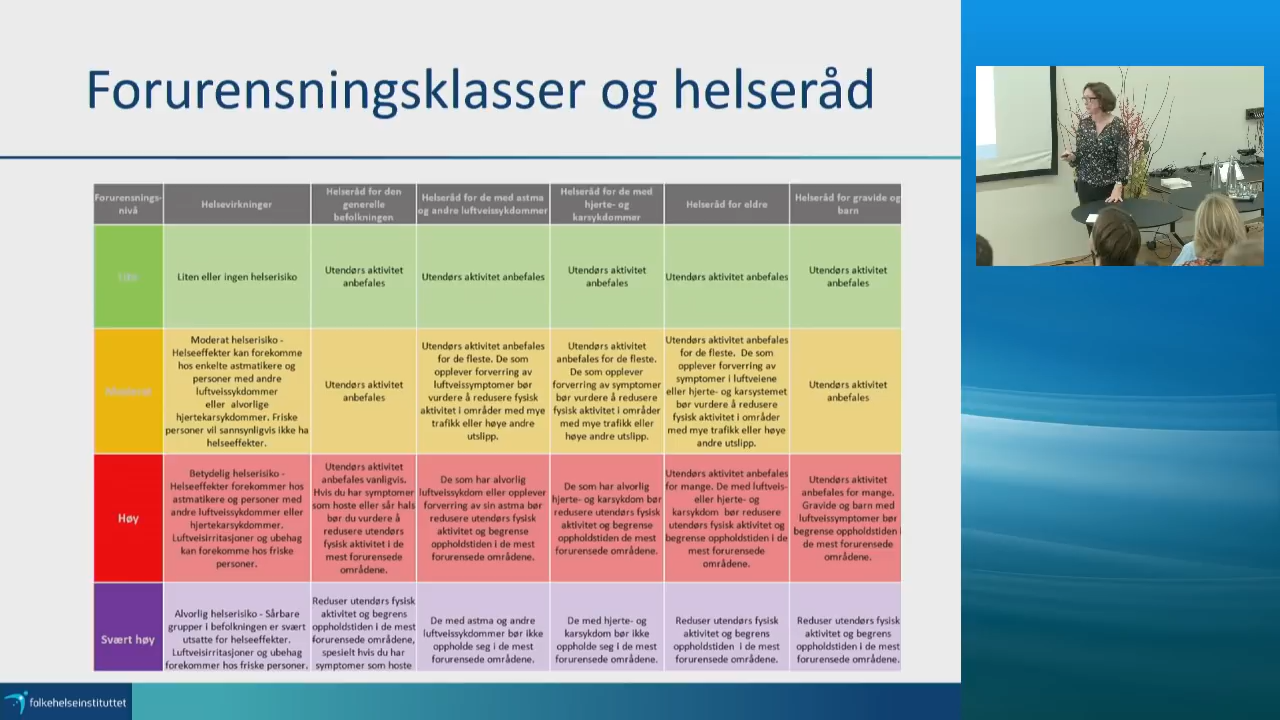 Forurensningsklasser og helseråd
Forurensnings-
nivå
Helsevirkninger
Helseråd for den
generelle
befolkningen
Helseråd for de med astma
og andre luftveissykdommer
Helseråd for de med
hjerte- og
karsykdommer
Helseråd for eldre
Helseråd for gravide og
barn
Lite
Liten eller ingen helserisiko
Utendørs aktivitet
anbefales
Utendørs aktivitet anbefales
Utendørs aktivitet
anbefales
Utendørs aktivitet anbefales
Utendørs aktivitet
anbefales
Moderat
Moderat helserisiko -
Helseeffekter kan forekomme
hos enkelte astmatikere og
personer med andre
luftveissykdommer
eller alvorlige
hjertekarsykdommer. Friske
personer vil sannsynligvis ikke ha
helseeffekter.
Utendørs aktivitet
anbefales
Utendørs aktivitet anbefales
for de fleste. De som
opplever forverring av
luftveissymptomer bør
vurdere å redusere fysisk
aktivitet i områder med mye
trafikk eller høye andre
utslipp.
Utendørs aktivitet
anbefales for de fleste.
De som opplever
forverring av symptomer
bør vurdere å redusere
fysisk aktivitet i områder
med mye trafikk eller
høye andre utslipp.
Utendørs aktivitet anbefales
for de fleste. De som
opplever forverring av
symptomer i luftveiene
eller hjerte- og karsystemet
bør vurdere å redusere
fysisk aktivitet i områder
med mye trafikk eller høye
andre utslipp.
Utendørs aktivitet
anbefales
Høy
Betydelig helserisiko -
Helseeffekter forekommer hos
astmatikere og personer med
andre luftveissykdommer eller
hjertekarsykdommer.
Luftveisirritasjoner og ubehag
kan forekomme hos friske
personer.
Utendørs aktivitet
anbefales vanligvis.
Hvis du har symptomer
som hoste eller sår hals
bør du vurdere å
redusere utendørs
fysisk aktivitet i de
mest forurensede
områdene.
De som har alvorlig
luftveissykdom eller opplever
forverring av sin astma bør
redusere utendørs fysisk
aktivitet og begrense
oppholdstiden i de mest
forurensede områdene.
De som har alvorlig
hjerte- og karsykdom bør
redusere utendørs fysisk
aktivitet og begrense
oppholdstiden de mest
forurensede områdene.
Utendørs aktivitet anbefales
for mange. De med luftveis-
eller hjerte- og
karsykdom bør redusere
utendørs fysisk aktivitet og
begrense oppholdstiden i de
mest forurensede
områdene.
Utendørs aktivitet
anbefales for mange.
Gravide og barn med
luftveissymptomer bør
begrense oppholdstiden i
de mest forurensede
områdene.
Svært høy
Alvorlig helserisiko - Sårbare
grupper i befolkningen er svært
utsatte for helseeffekter.
Luftveisirritasjoner og ubehag
forekommer hos friske personer.
Reduser utendørs fysisk
aktivitet og begrens
oppholdstiden i de mest
forurensede områdene,
spesielt hvis du har
symptomer som hoste
De med astma og andre
luftveissykdommer bør ikke
oppholde seg i de mest
forurensede områdene.
De med hjerte- og
karsykdom bør ikke
oppholde seg i de mest
forurensede områdene.
Reduser utendørs fysisk
aktivitet og begrens
oppholdstiden i de mest
forurensede områdene.
Reduser utendørs fysisk
aktivitet og begrens
oppholdstiden i de mest
forurensede områdene.
folkehelseinstituttet